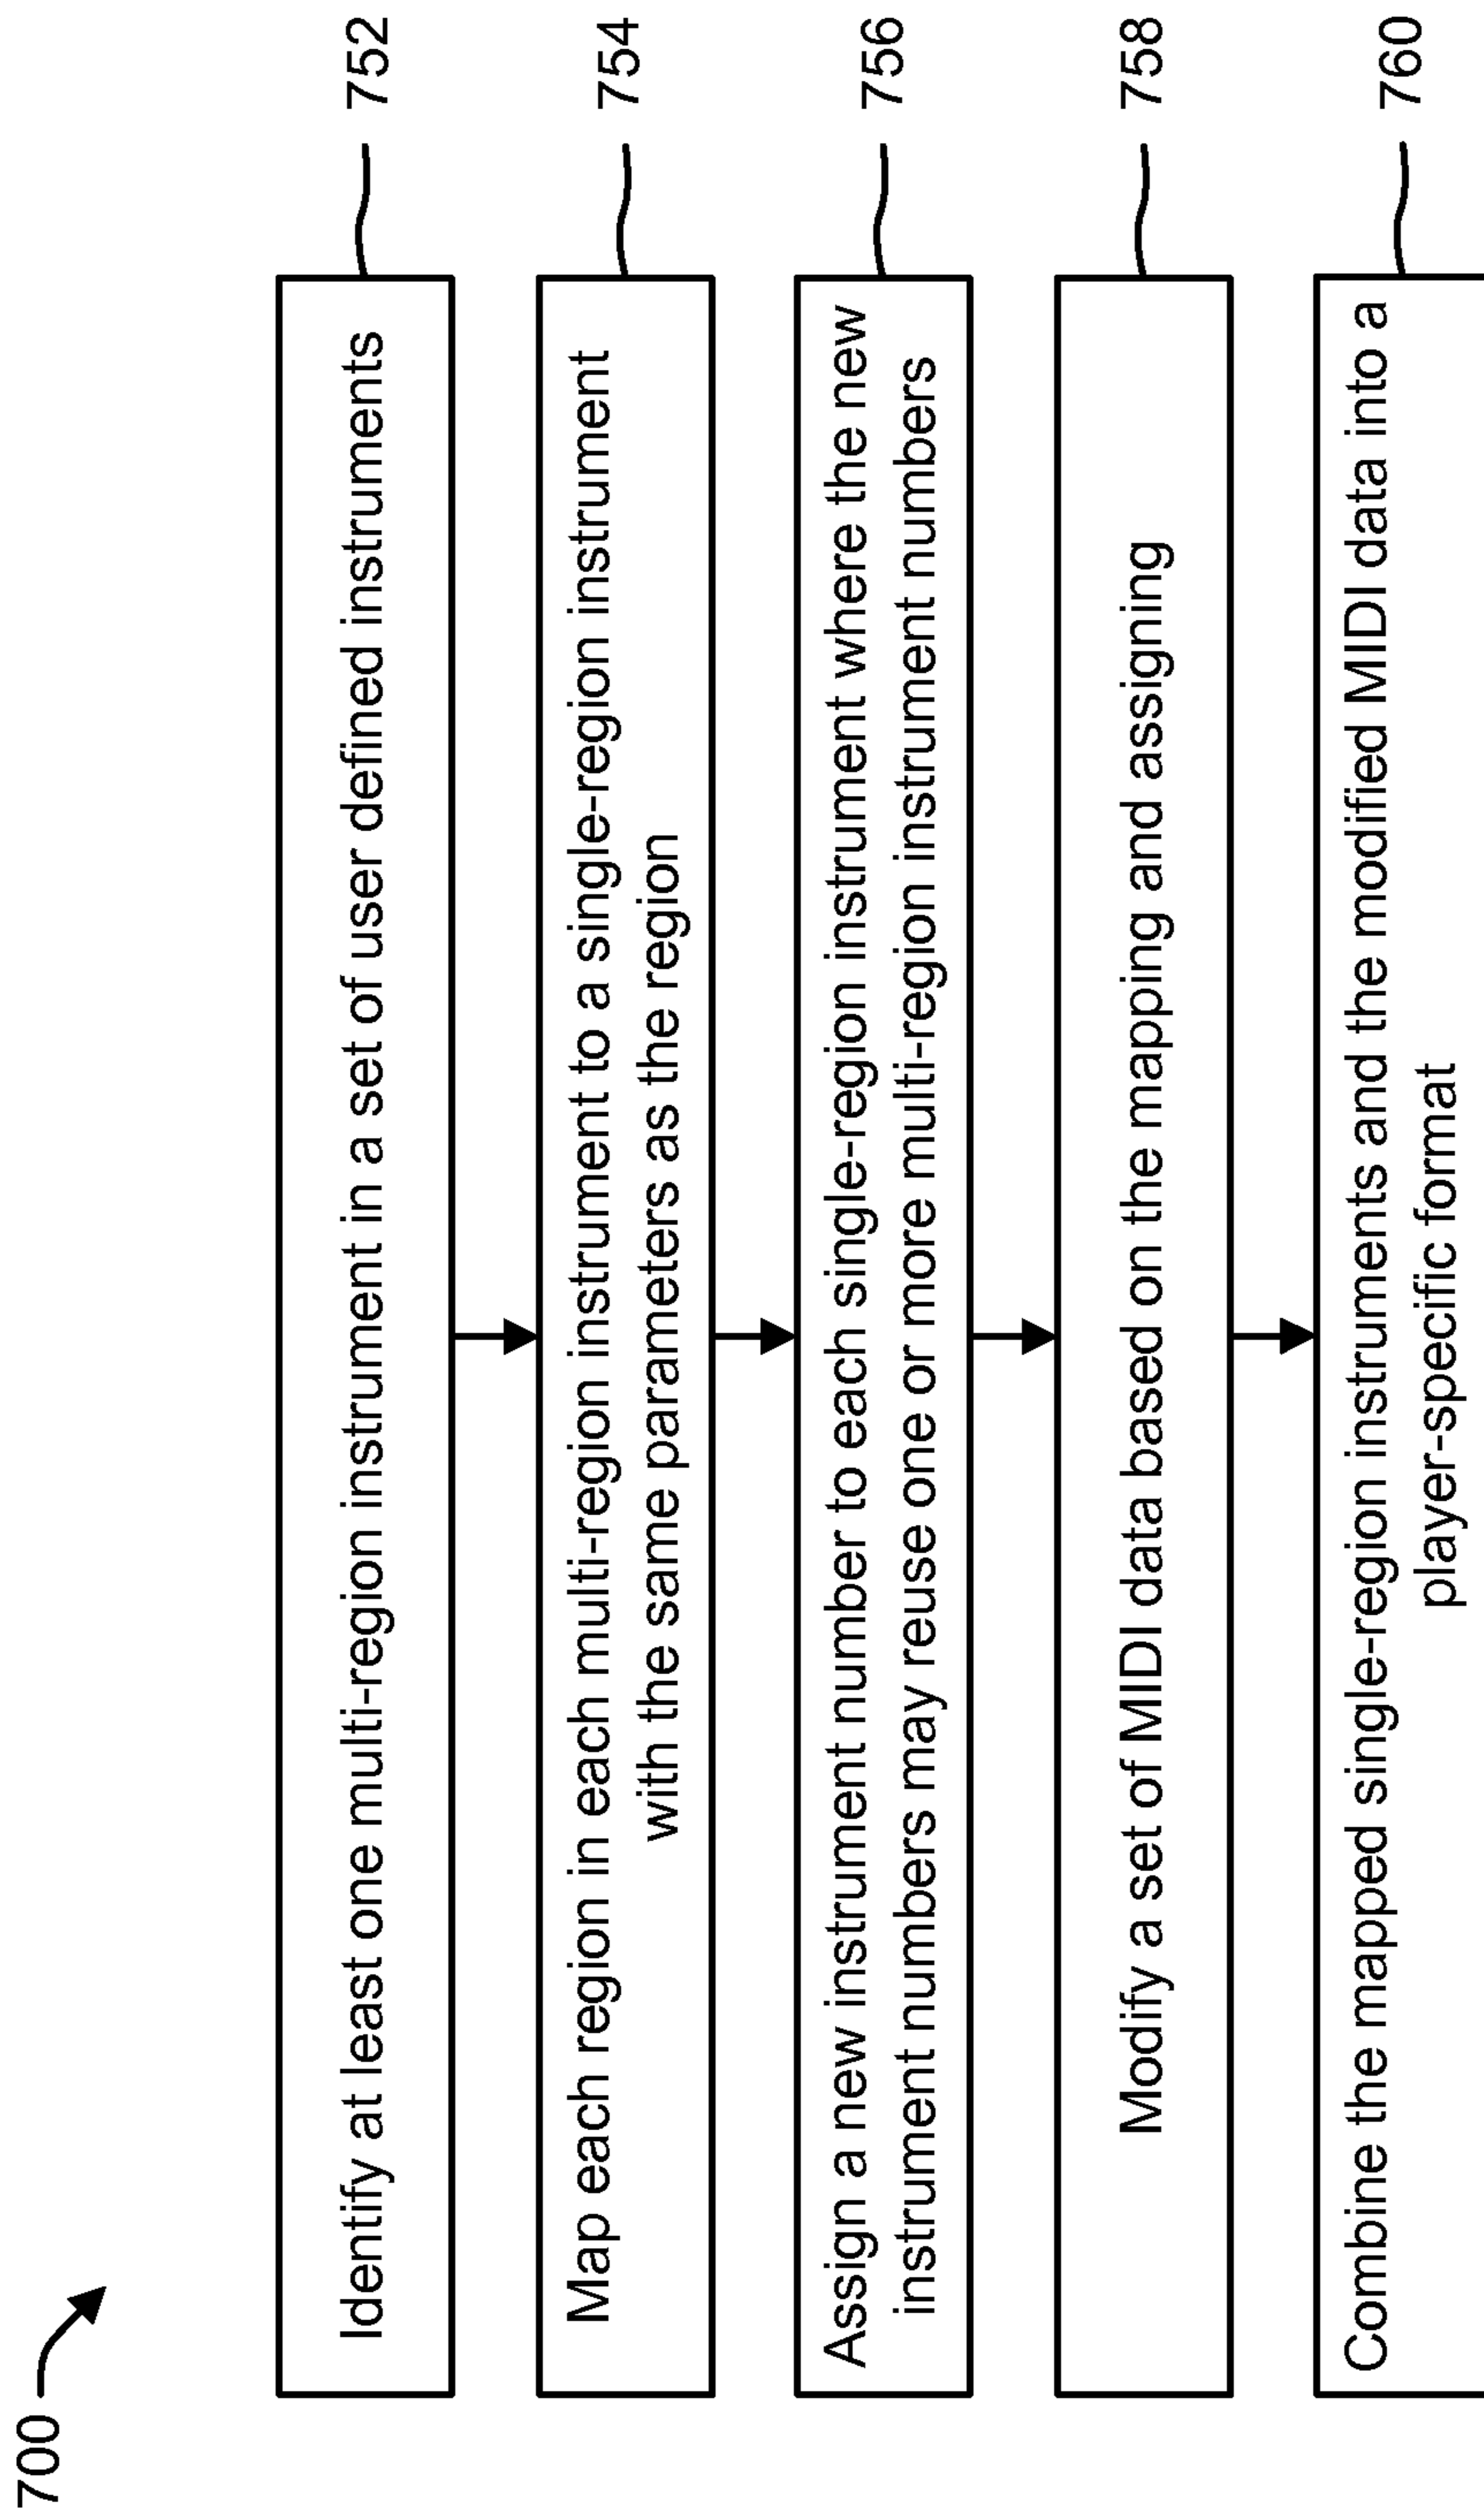 700
Identify at least one multi-region instrument in a set of user defined instruments
752
Map each region in each multi-region instrument to a single-region instrument
with the same parameters as the region
754
Assign a new instrument number to each single-region instrument where the new
instrument numbers may reuse one or more multi-region instrument numbers
756
Modify a set of MIDI data based on the mapping and assigning
758
Combine the mapped single-region instruments and the modified MIDI data into a
player-specific format
760